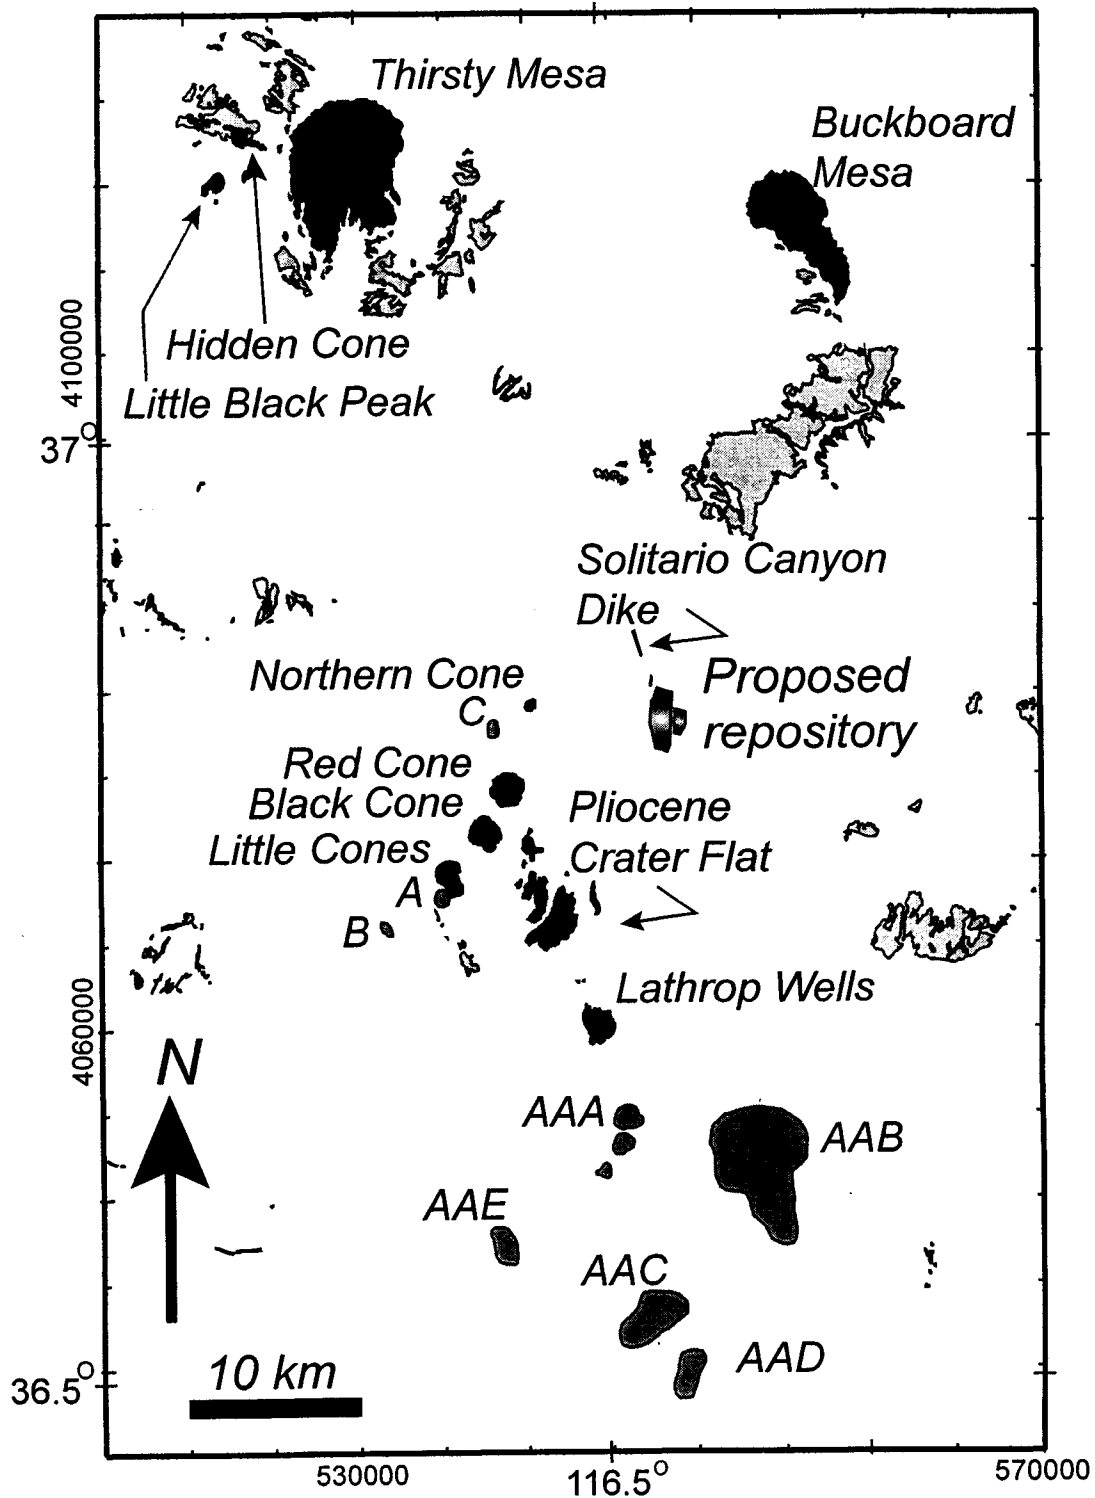 Thirsty Mesa
Buckboard
Mesa
Hidden Cone
Little Black Peak
4100000
37°
Solitario Canyon
Dike
Northern Cone
C
Proposed
repository
Red Cone
Black Cone
Little Cones
Pliocene
Crater Flat
A
B
Lathrop Wells
4060000
N
AAA
AAB
AAE
AAC
AAD
10 km
36.5°
530000
116.5°
570000